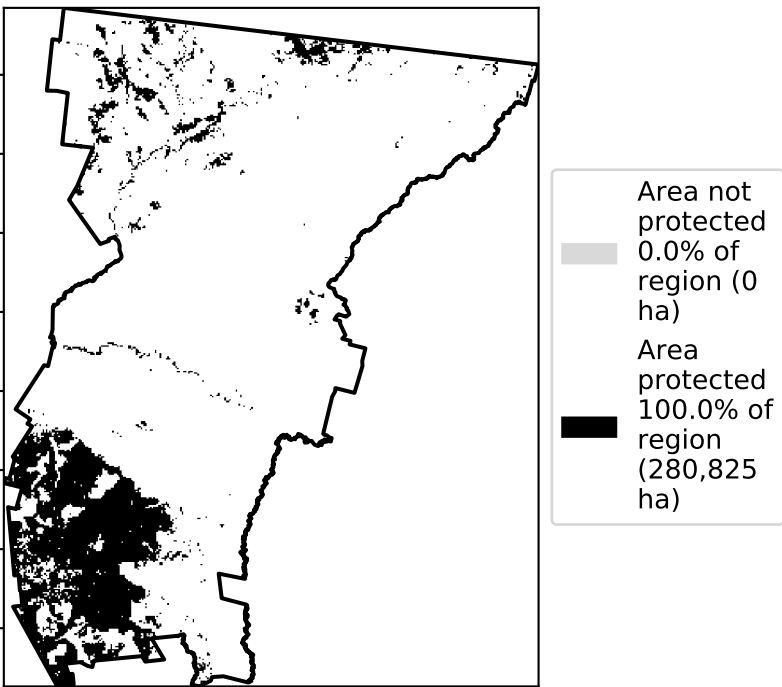 Area not
protected
0.0% of
region (0
ha)
Area
protected
100.0% of
region
(280,825
ha)